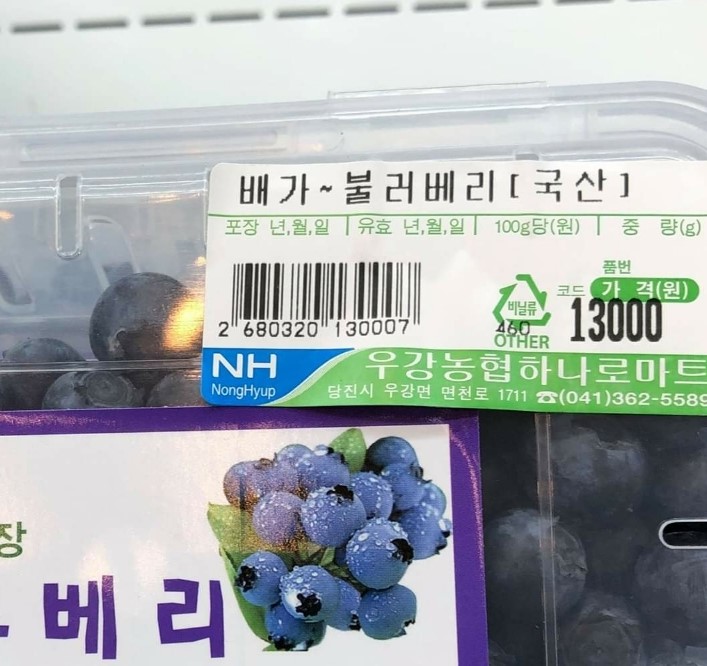 배가~불러베리[국산]
포장 년,월,일 | 유효 년,월,일 | 100g당(원) | 중 량(g)
품번
코드 가 격(원)
비닐류
2 680320 130007 460 13000
OTHER
NH 우강농협하나로마트
NongHyup 당진시 우강면 면천로 1711 ☎(041)362-5589
장
베리